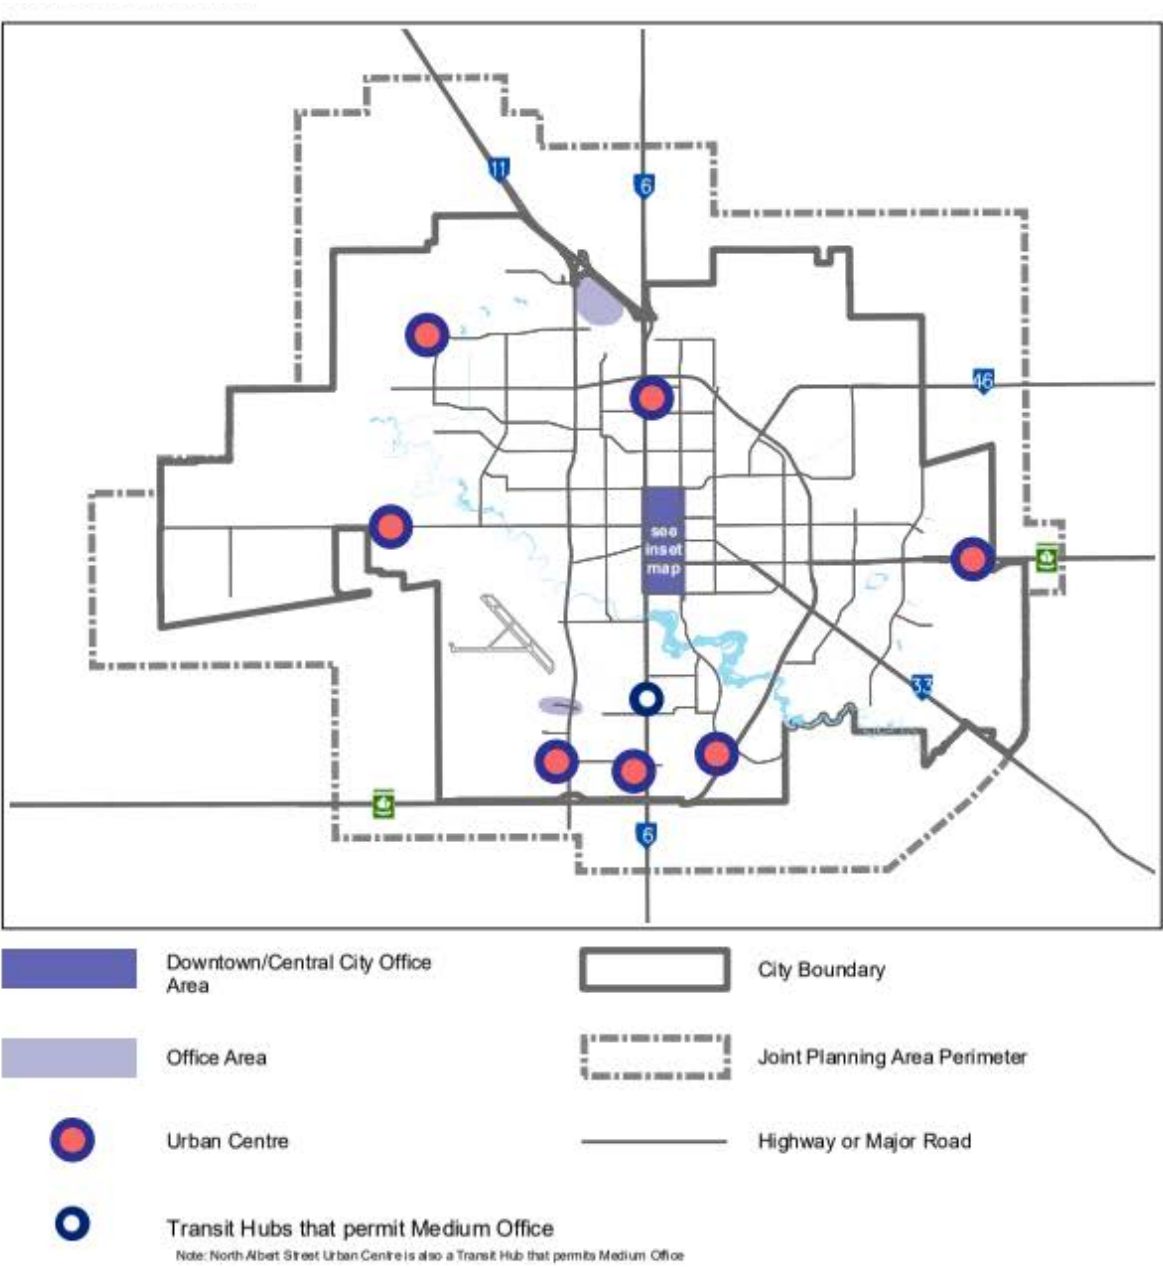 11
6
46
see
inset
map
33
6
Downtown/Central City Office
Area
City Boundary
Office Area
Joint Planning Area Perimeter
Urban Centre
Highway or Major Road
Transit Hubs that permit Medium Office
Note: North Albert Street Urban Centre is also a Transit Hub that permits Medium Office